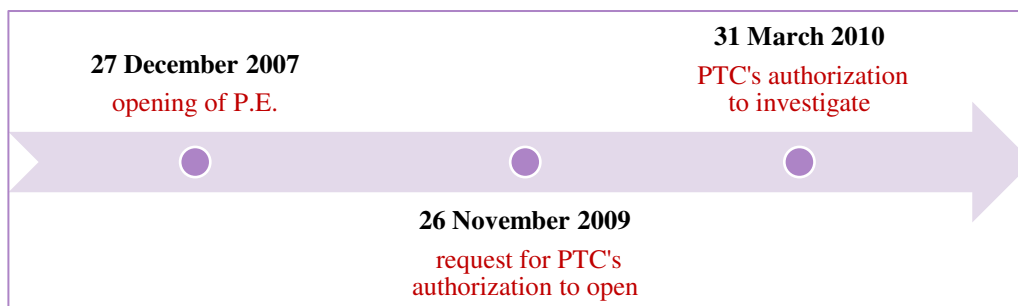 27 December 2007
opening of P.E.
26 November 2009
request for PTC's
authorization to open
31 March 2010
PTC's authorization
to investigate